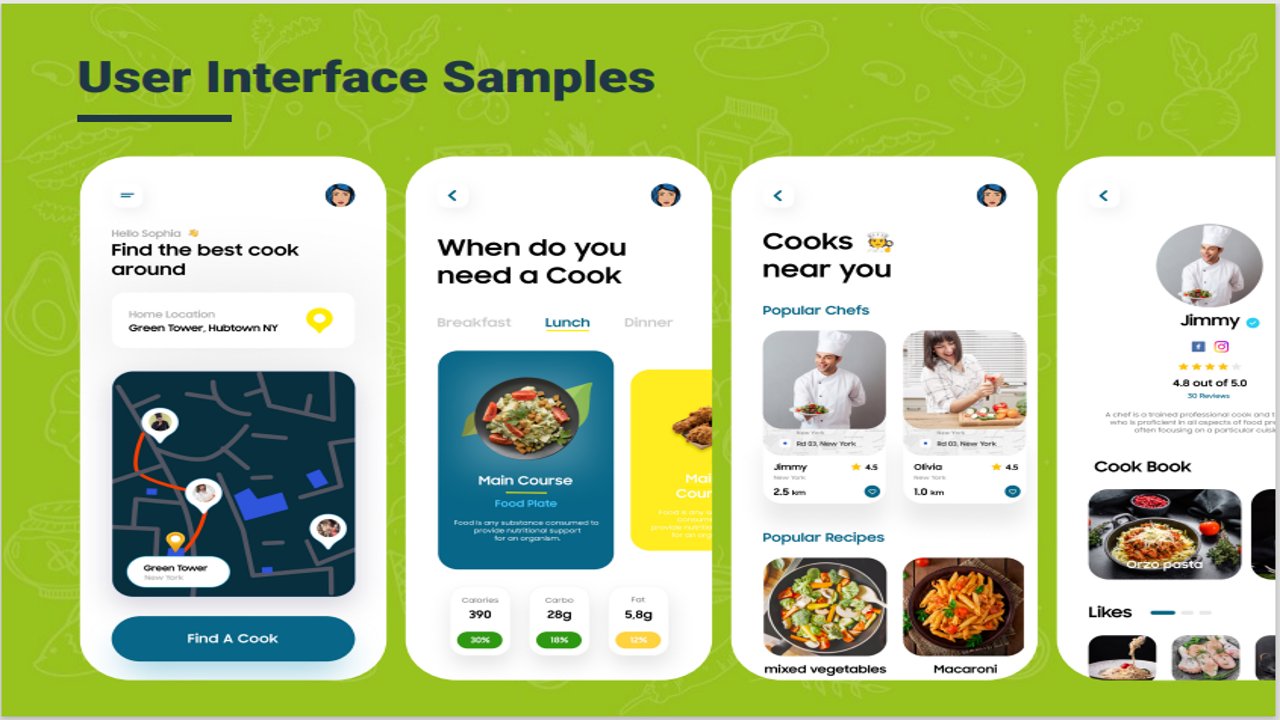 User Interface Samples
Hello Sophia
Find the best cook
around
Home Location
Green Tower, Hubtown NY
Green Tower
New York
Find A Cook
When do you
need a Cook
Breakfast Lunch Dinner
Main Course
Food Plate
Food is any substance consumed to
provide nutritional support
for an organism.
Mai
Cour
Food is any s
consum
provide nutritio
for an org
Calories
390
30%
Carbo
28g
18%
Fat
5,8g
12%
Cooks
near you
Popular Chefs
New York
Rd 03, New York
Jimmy 4.5
New York
2.5 km
New York
Rd 03, New York
Olivia 4.5
New York
1.0 km
Popular Recipes
mixed vegetables
Macaroni
Jimmy
4.8 out of 5.0
30 Reviews
A chef is a trained professional cook and t
who is proficient in all aspects of food pre
often focusing on a particular cuisin
Cook Book
Orzo pasta
Likes